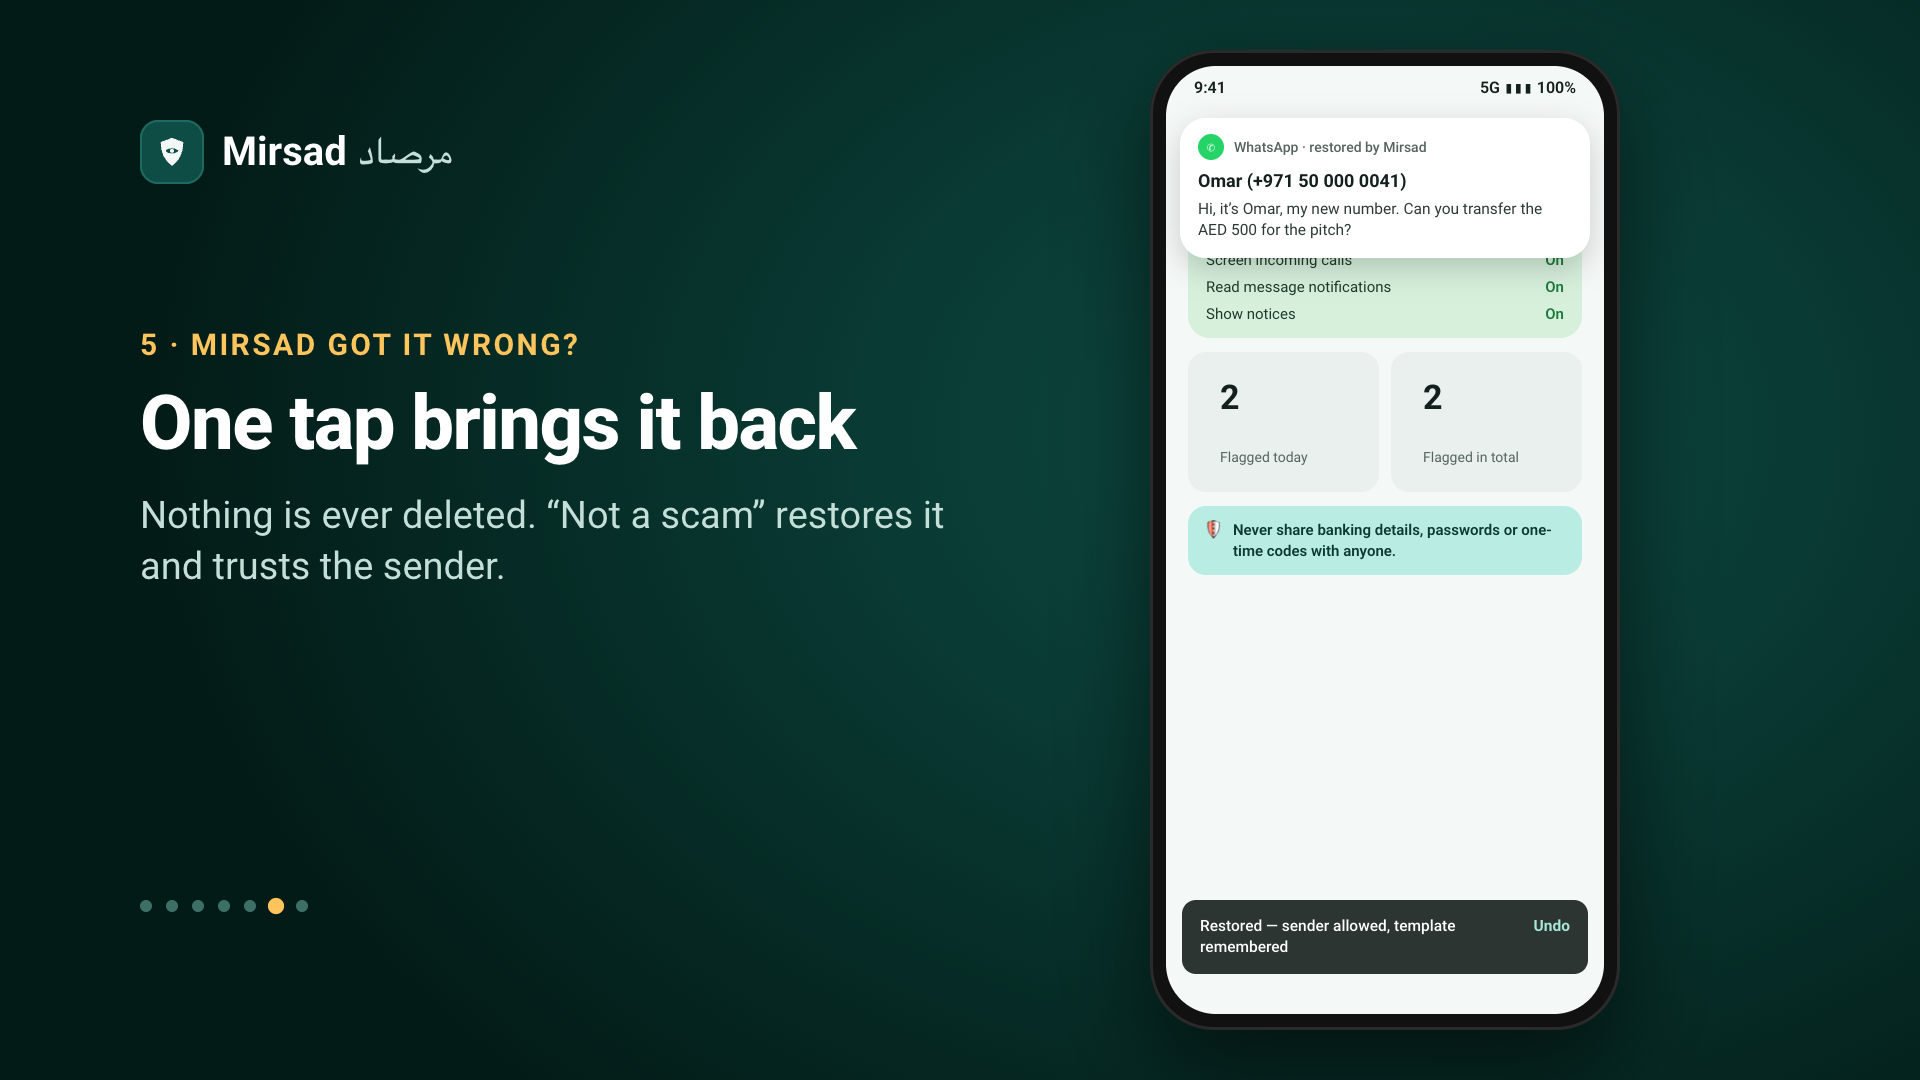 Mirsad مرصاد
5 · MIRSAD GOT IT WRONG?
One tap brings it back
Nothing is ever deleted. “Not a scam” restores it
and trusts the sender.
9:41
5G 100%
WhatsApp · restored by Mirsad
Omar (+971 50 000 0041)
Hi, it’s Omar, my new number. Can you transfer the
AED 500 for the pitch?
Screen incoming calls On
Read message notifications On
Show notices On
2
Flagged today
2
Flagged in total
Never share banking details, passwords or one-
time codes with anyone.
Restored — sender allowed, template
remembered
Undo